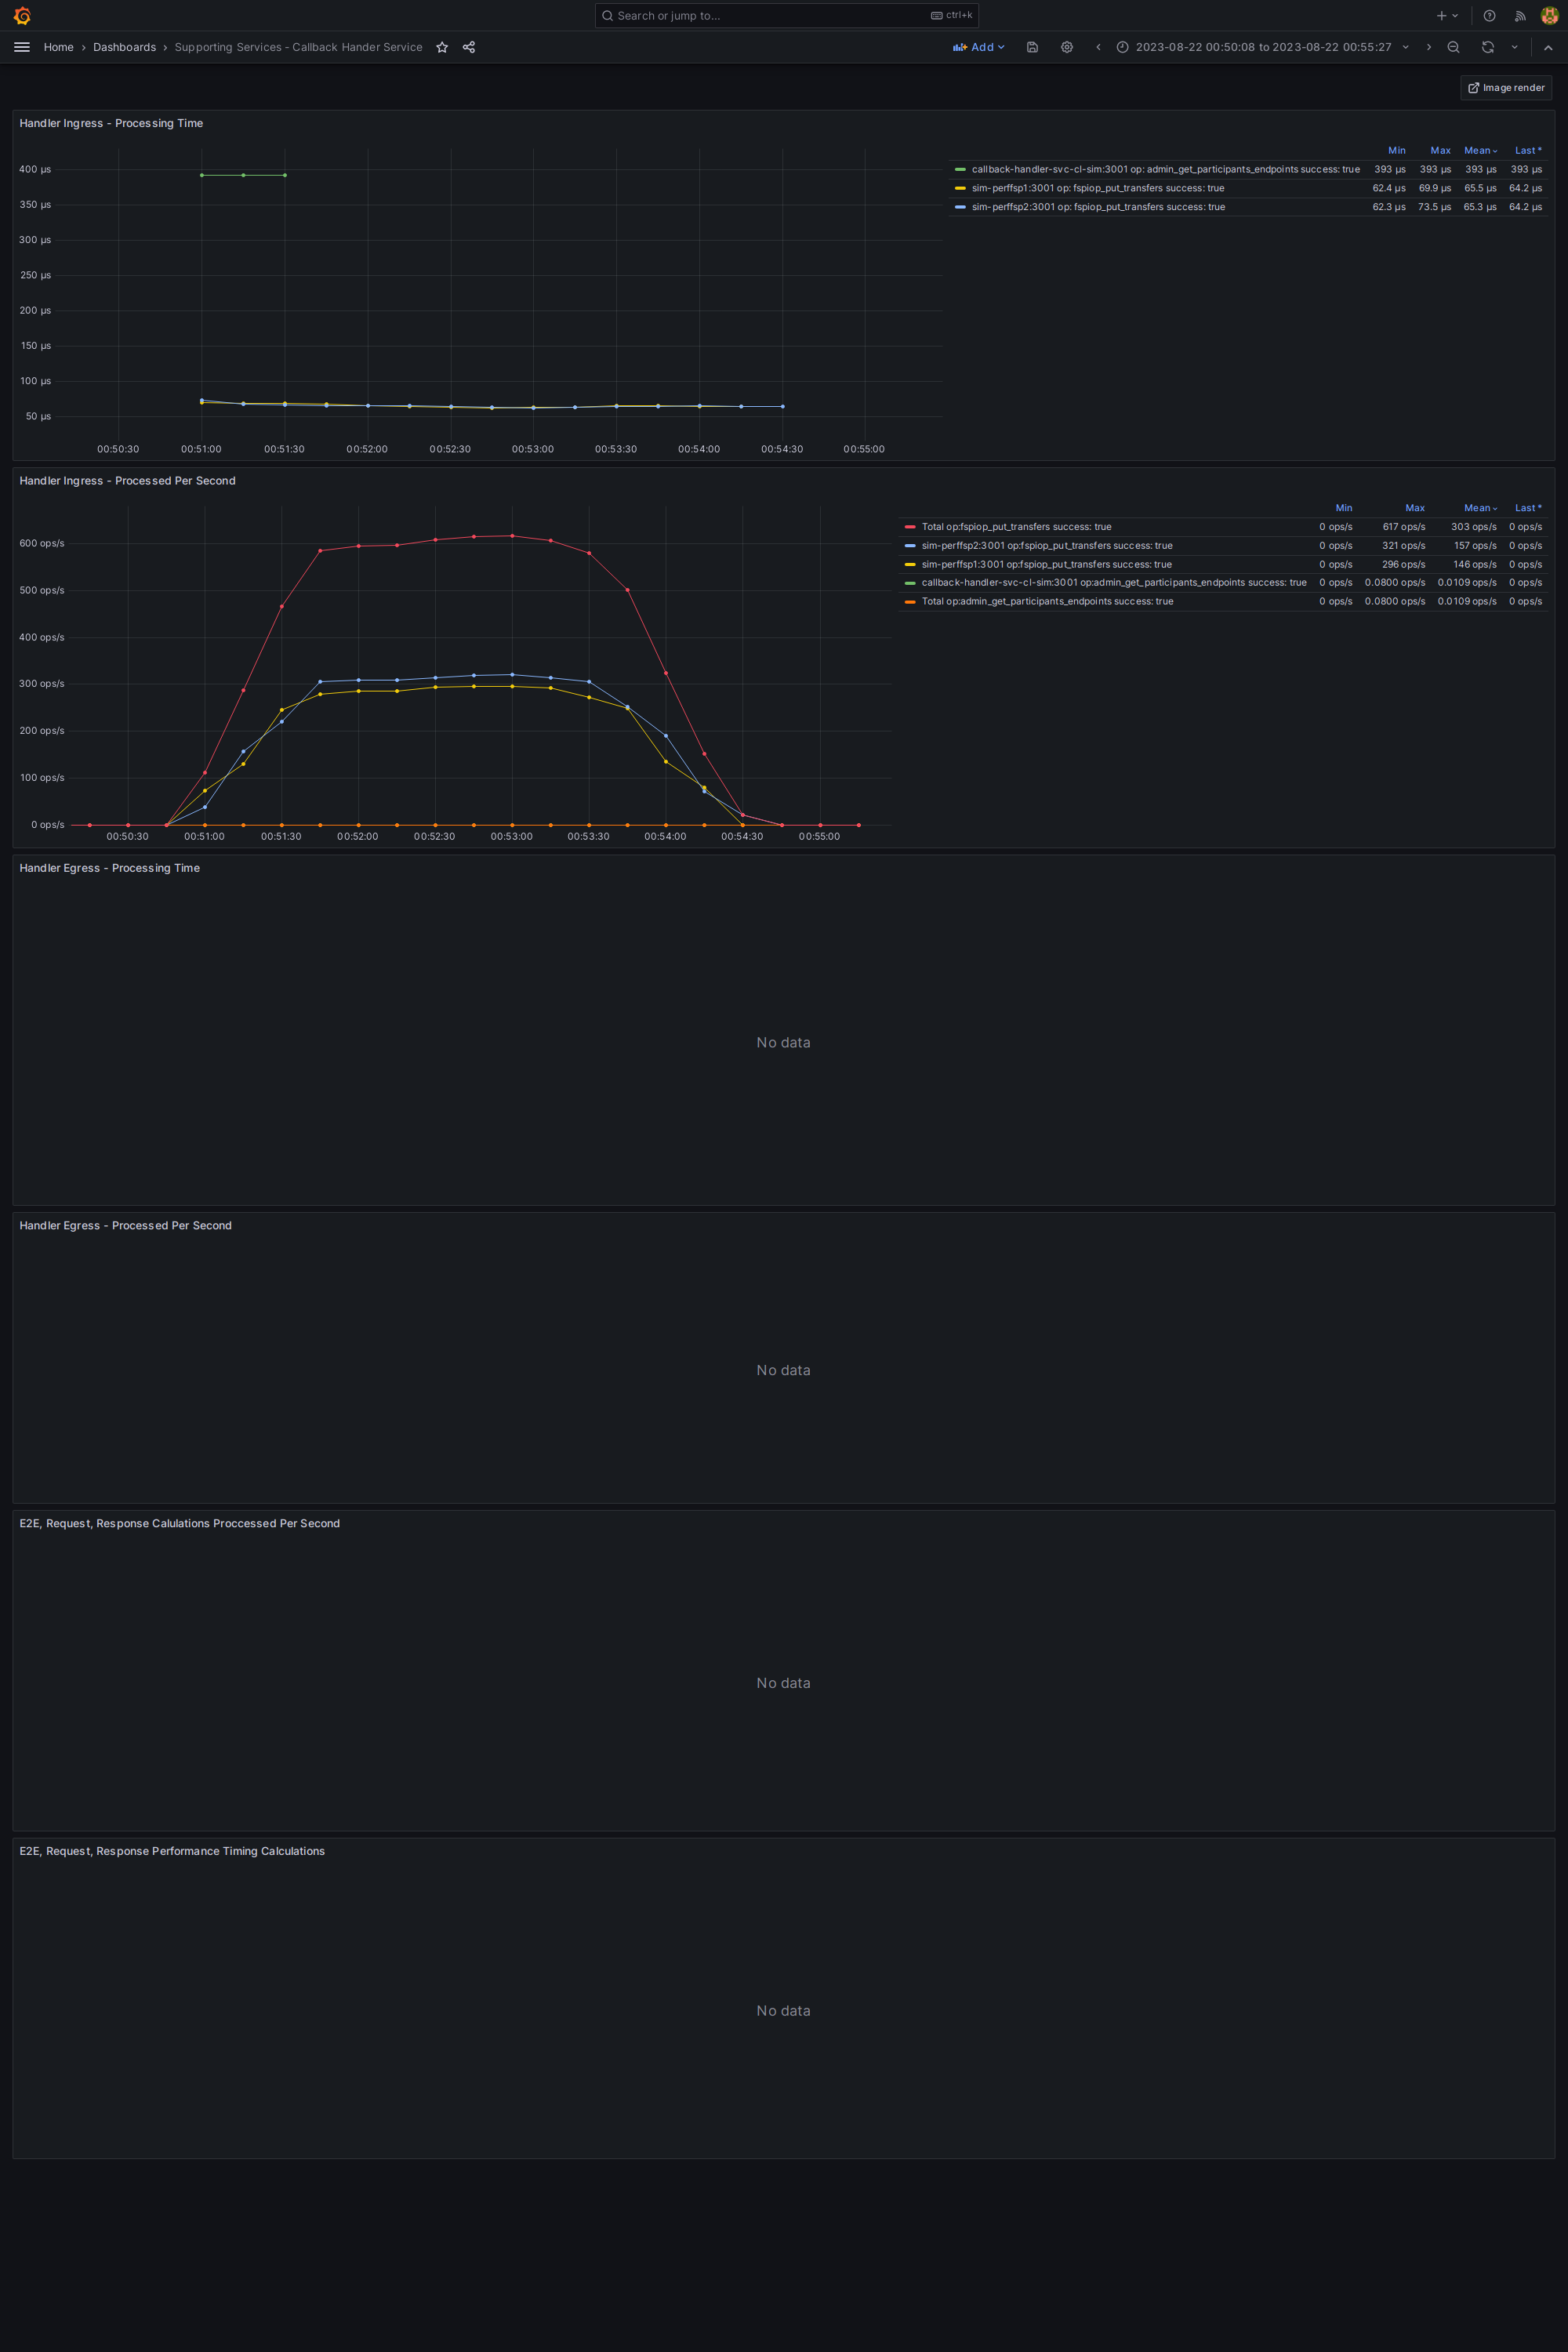 Search or jump to... ctrl+k
Home › Dashboards › Supporting Services - Callback Hander Service Add 2023-08-22 00:50:08 to 2023-08-22 00:55:27
Image render
Handler Ingress - Processing Time
400 µs
350 µs
300 µs
250 µs
200 µs
150 µs
100 µs
50 µs
00:50:30 00:51:00 00:51:30 00:52:00 00:52:30 00:53:00 00:53:30 00:54:00 00:54:30 00:55:00
Min Max Mean Last *
callback-handler-svc-cl-sim:3001 op: admin_get_participants_endpoints success: true 393 µs 393 µs 393 µs 393 µs
sim-perffsp1:3001 op: fspiop_put_transfers success: true 62.4 µs 69.9 µs 65.5 µs 64.2 µs
sim-perffsp2:3001 op: fspiop_put_transfers success: true 62.3 µs 73.5 µs 65.3 µs 64.2 µs
Handler Ingress - Processed Per Second
600 ops/s
500 ops/s
400 ops/s
300 ops/s
200 ops/s
100 ops/s
0 ops/s
00:50:30 00:51:00 00:51:30 00:52:00 00:52:30 00:53:00 00:53:30 00:54:00 00:54:30 00:55:00
Min Max Mean Last *
Total op:fspiop_put_transfers success: true 0 ops/s 617 ops/s 303 ops/s 0 ops/s
sim-perffsp2:3001 op:fspiop_put_transfers success: true 0 ops/s 321 ops/s 157 ops/s 0 ops/s
sim-perffsp1:3001 op:fspiop_put_transfers success: true 0 ops/s 296 ops/s 146 ops/s 0 ops/s
callback-handler-svc-cl-sim:3001 op:admin_get_participants_endpoints success: true 0 ops/s 0.0800 ops/s 0.0109 ops/s 0 ops/s
Total op:admin_get_participants_endpoints success: true 0 ops/s 0.0800 ops/s 0.0109 ops/s 0 ops/s
Handler Egress - Processing Time
No data
Handler Egress - Processed Per Second
No data
E2E, Request, Response Calulations Proccessed Per Second
No data
E2E, Request, Response Performance Timing Calculations
No data